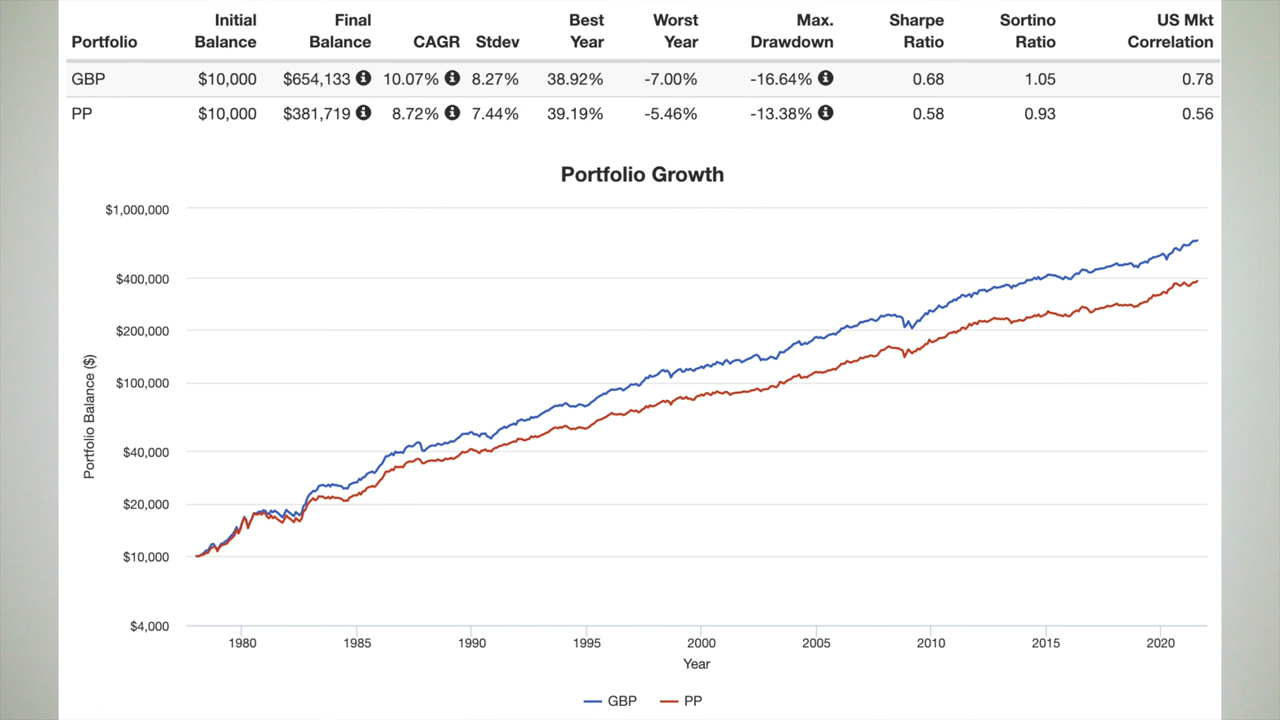 Initial Final Best Worst Max. Sharpe Sortino US Mkt
Portfolio Balance Balance CAGR Stdev Year Year Drawdown Ratio Ratio Correlation
GBP $10,000 $654,133 10.07% 8.27% 38.92% -7.00% -16.64% 0.68 1.05 0.78
PP $10,000 $381,719 8.72% 7.44% 39.19% -5.46% -13.38% 0.58 0.93 0.56
Portfolio Growth
$1,000,000
$400,000
$200,000
$100,000
$40,000
$20,000
$10,000
$4,000
Portfolio Balance ($)
1980 1985 1990 1995 2000 2005 2010 2015 2020
Year
GBP PP